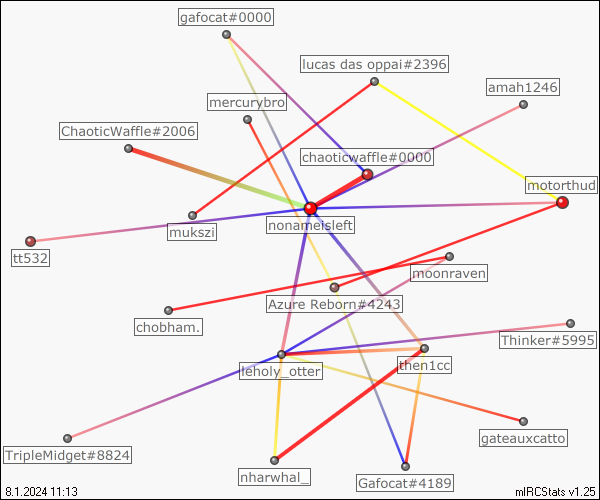 gafocat#0000
lucas das oppai#2396
amah1246
mercurybro
ChaoticWaffle#2006
chaoticwaffle#0000
motorthud
nonameisleft
mukszi
tt532
moonraven
Azure Reborn#4243
chobham.
Thinker#5995
leholy_otter
then1cc
gateauxcatto
TripleMidget#8824
nharwhal_
Gafocat#4189
8.1.2024 11:13
mIRCStats v1.25